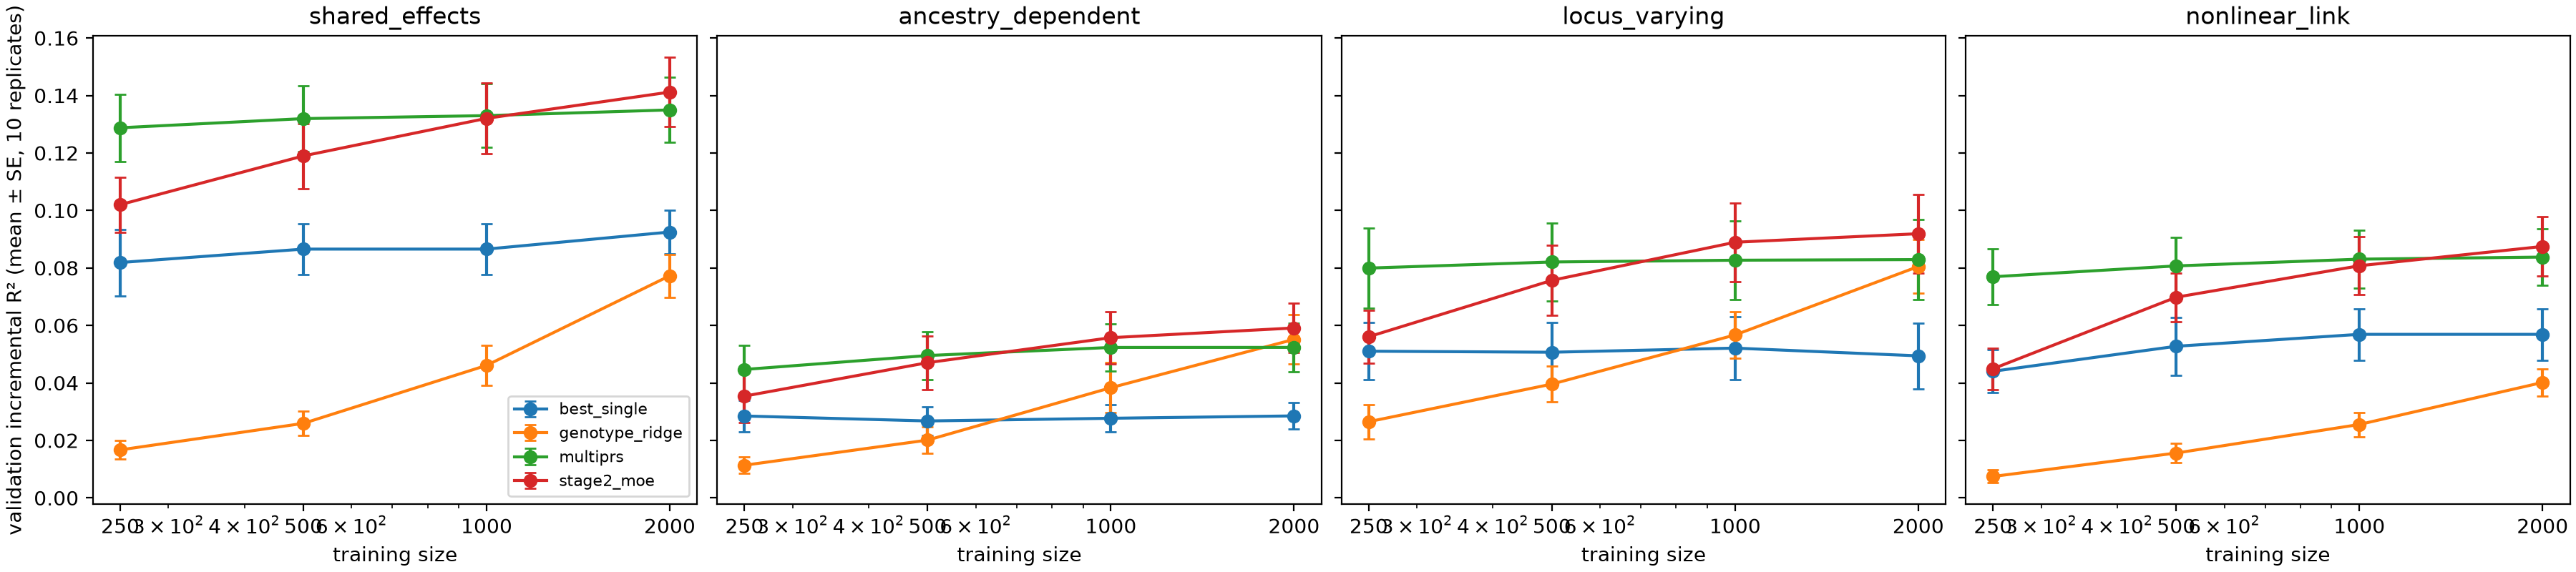 shared_effects
ancestry_dependent
locus_varying
nonlinear_link
validation incremental R² (mean ± SE, 10 replicates)
0.16
0.14
0.12
0.10
0.08
0.06
0.04
0.02
0.00
best_single
genotype_ridge
multiprs
stage2_moe
250 3 × 10² 4 × 10² 500 6 × 10² 1000 2000
250 3 × 10² 4 × 10² 500 6 × 10² 1000 2000
250 3 × 10² 4 × 10² 500 6 × 10² 1000 2000
250 3 × 10² 4 × 10² 500 6 × 10² 1000 2000
training size
training size
training size
training size